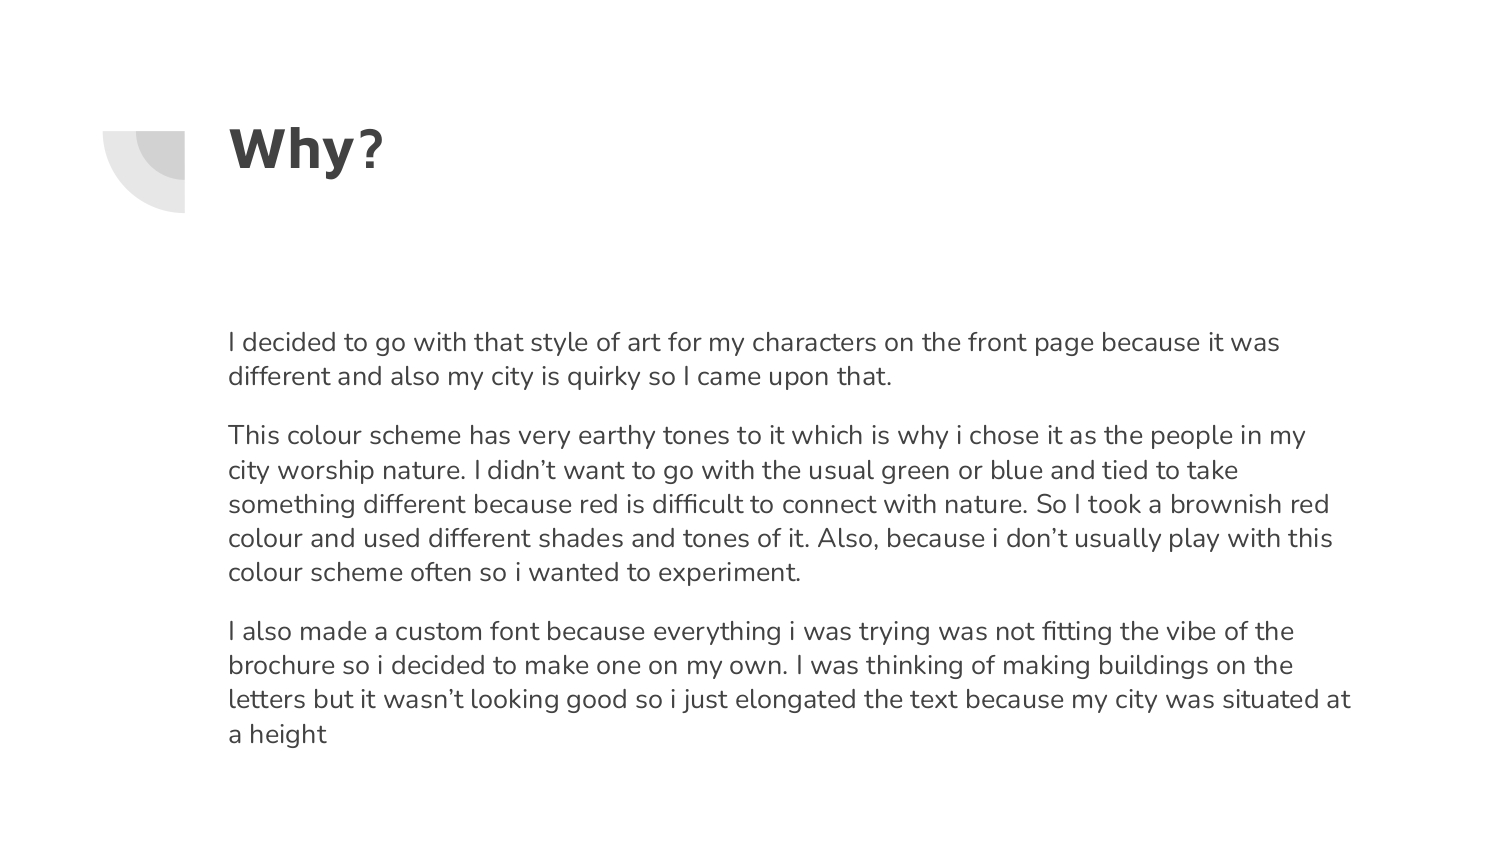 Why?
I decided to go with that style of art for my characters on the front page because it was
different and also my city is quirky so I came upon that.
This colour scheme has very earthy tones to it which is why i chose it as the people in my
city worship nature. I didn’t want to go with the usual green or blue and tied to take
something different because red is difficult to connect with nature. So I took a brownish red
colour and used different shades and tones of it. Also, because i don’t usually play with this
colour scheme often so i wanted to experiment.
I also made a custom font because everything i was trying was not fitting the vibe of the
brochure so i decided to make one on my own. I was thinking of making buildings on the
letters but it wasn’t looking good so i just elongated the text because my city was situated at
a height